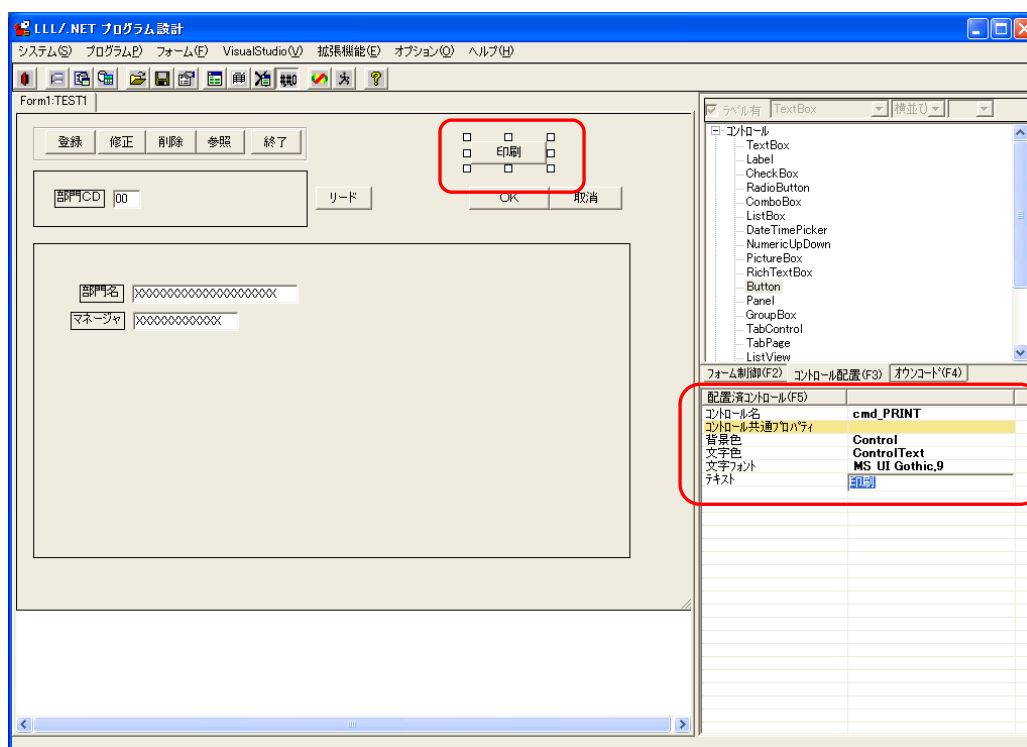 LLL/.NET プログラム設計
システム(S) プログラムP) フォーム(F) VisualStudio(V) 拡張機能(E) オプション(O) ヘルプ(H)
Form1:TEST1
登録 修正 削除 参照 終了
印刷
部門CD 00
リード
OK 取消
部門名 XXXXXXXXXXXXXXXXXXXX
マネージャ XXXXXXXXXXXX
ラベル有 TextBox 横並び
コントロール
TextBox
Label
CheckBox
RadioButton
ComboBox
ListBox
DateTimePicker
NumericUpDown
PictureBox
RichTextBox
Button
Panel
GroupBox
TabControl
TabPage
ListView
フォーム制御(F2) コントロール配置(F3) オウンコード(F4)
配置済コントロール(F5)
コントロール名 cmd_PRINT
コントロール共通プロパティ
背景色 Control
文字色 ControlText
文字フォント MS UI Gothic,9
テキスト 印刷